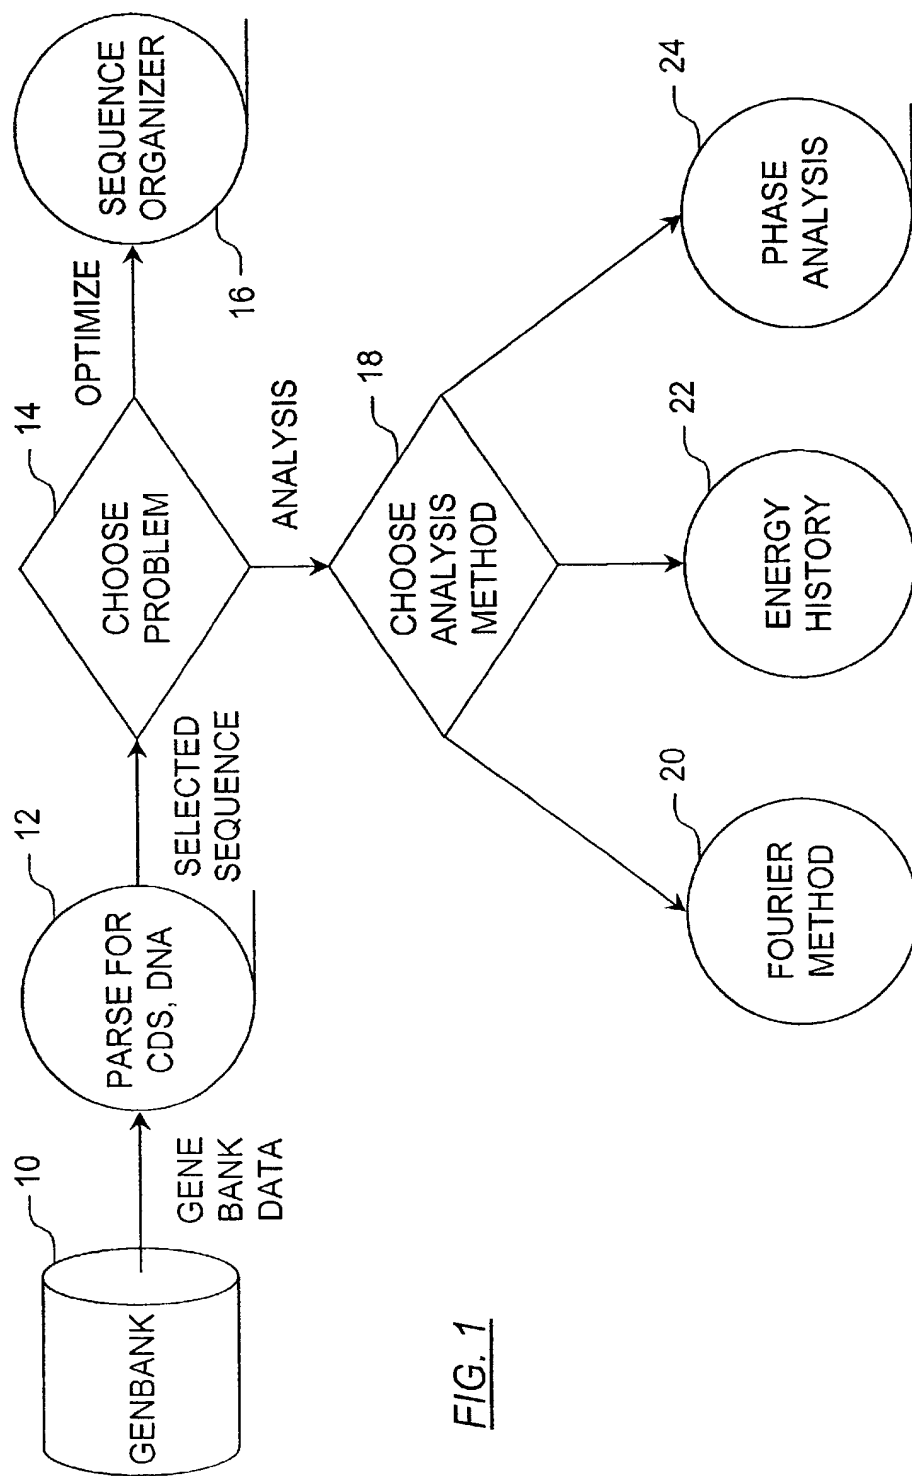 GENBANK
10
GENE
BANK
DATA
PARSE FOR
CDS, DNA
12
SELECTED
SEQUENCE
CHOOSE
PROBLEM
14
OPTIMIZE
SEQUENCE
ORGANIZER
16
ANALYSIS
CHOOSE
ANALYSIS
METHOD
18
FOURIER
METHOD
20
ENERGY
HISTORY
22
PHASE
ANALYSIS
24
FIG. 1